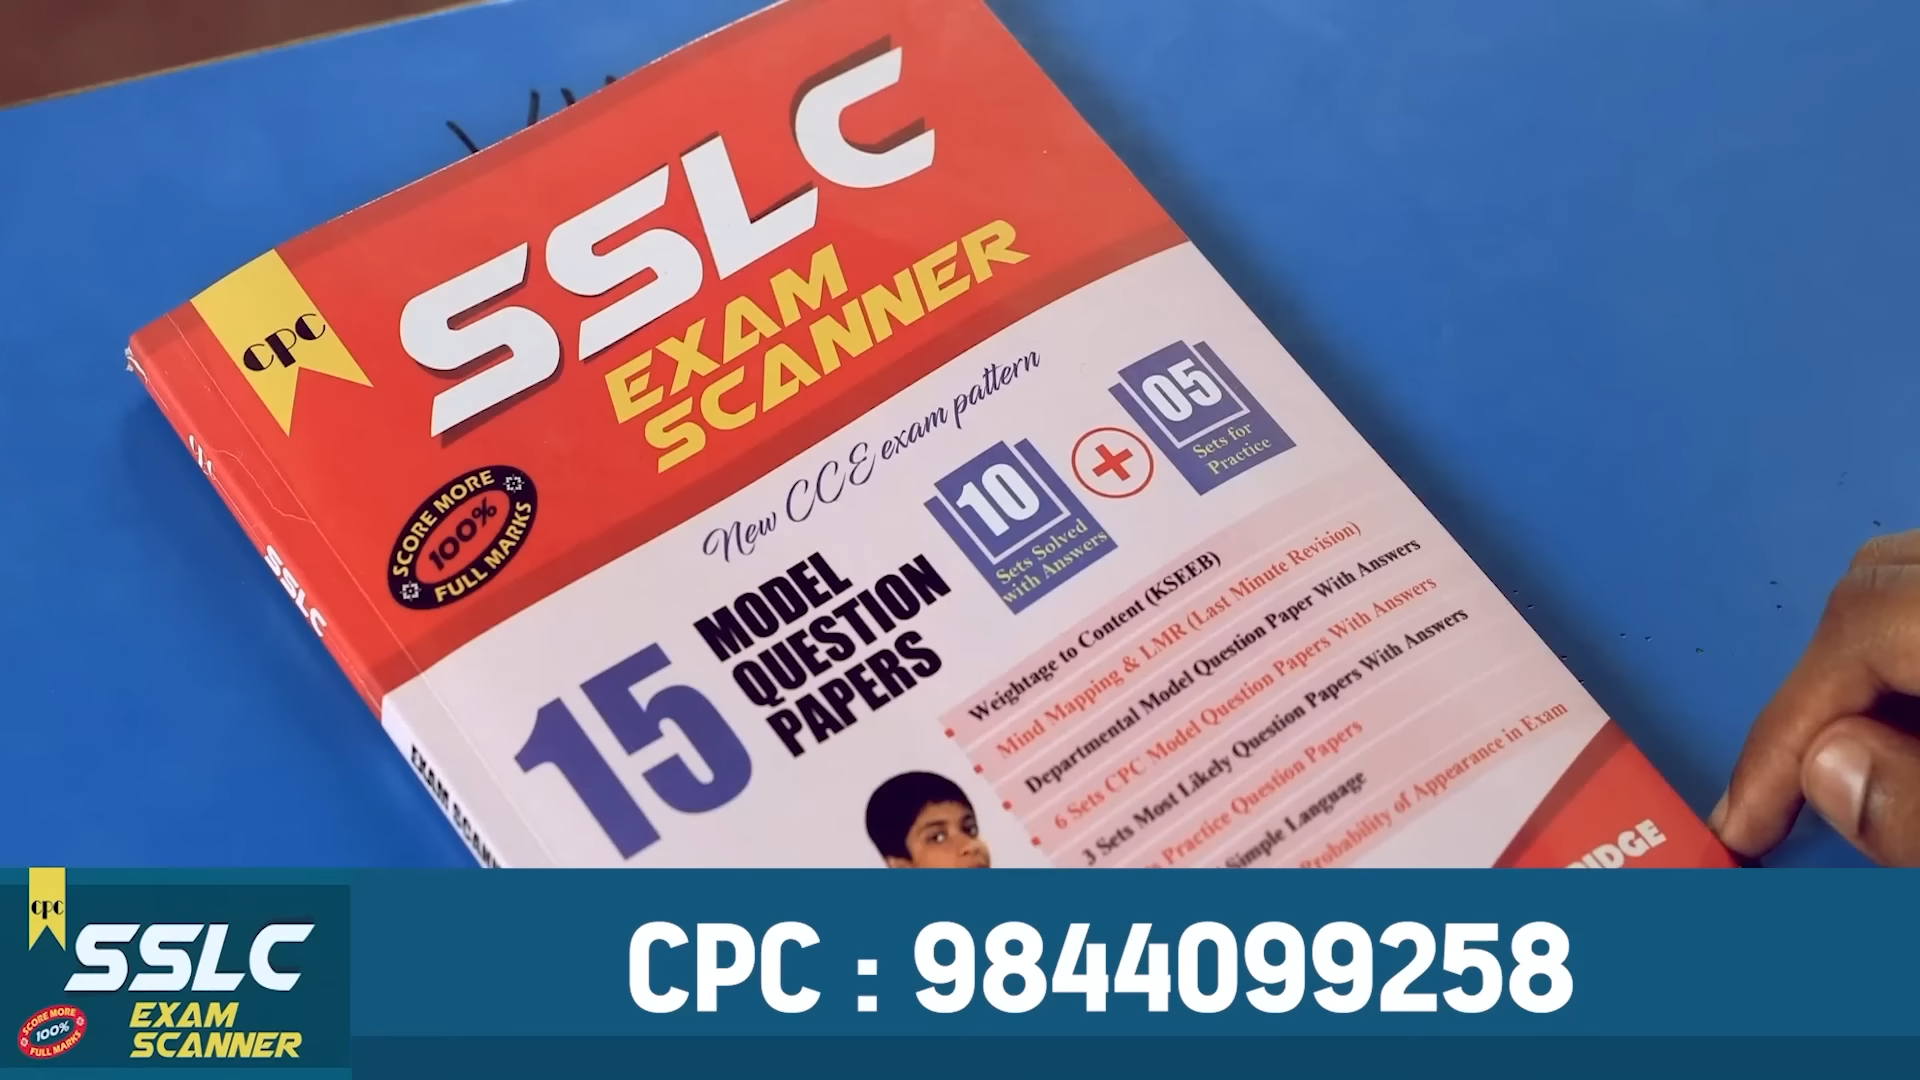 SSLC
EXAM
SCANNER
CPC
SCORE MORE
100%
FULL MARKS
New CCE exam pattern
15
MODEL
QUESTION
PAPERS
10
Sets Solved
with Answers
05
Sets for
Practice
Weightage to Content (KSEEB)
Mind Mapping & LMR (Last Minute Revision)
Departmental Model Question Paper With Answers
6 Sets CPC Model Question Papers With Answers
3 Sets Most Likely Question Papers With Answers
Practice Question Papers
Simple Language
Probability of Appearance in Exam
CPC
SSLC
EXAM
cpc
SSLC
EXAM
SCANNER
SCORE MORE
100%
FULL MARKS
CPC : 9844099258